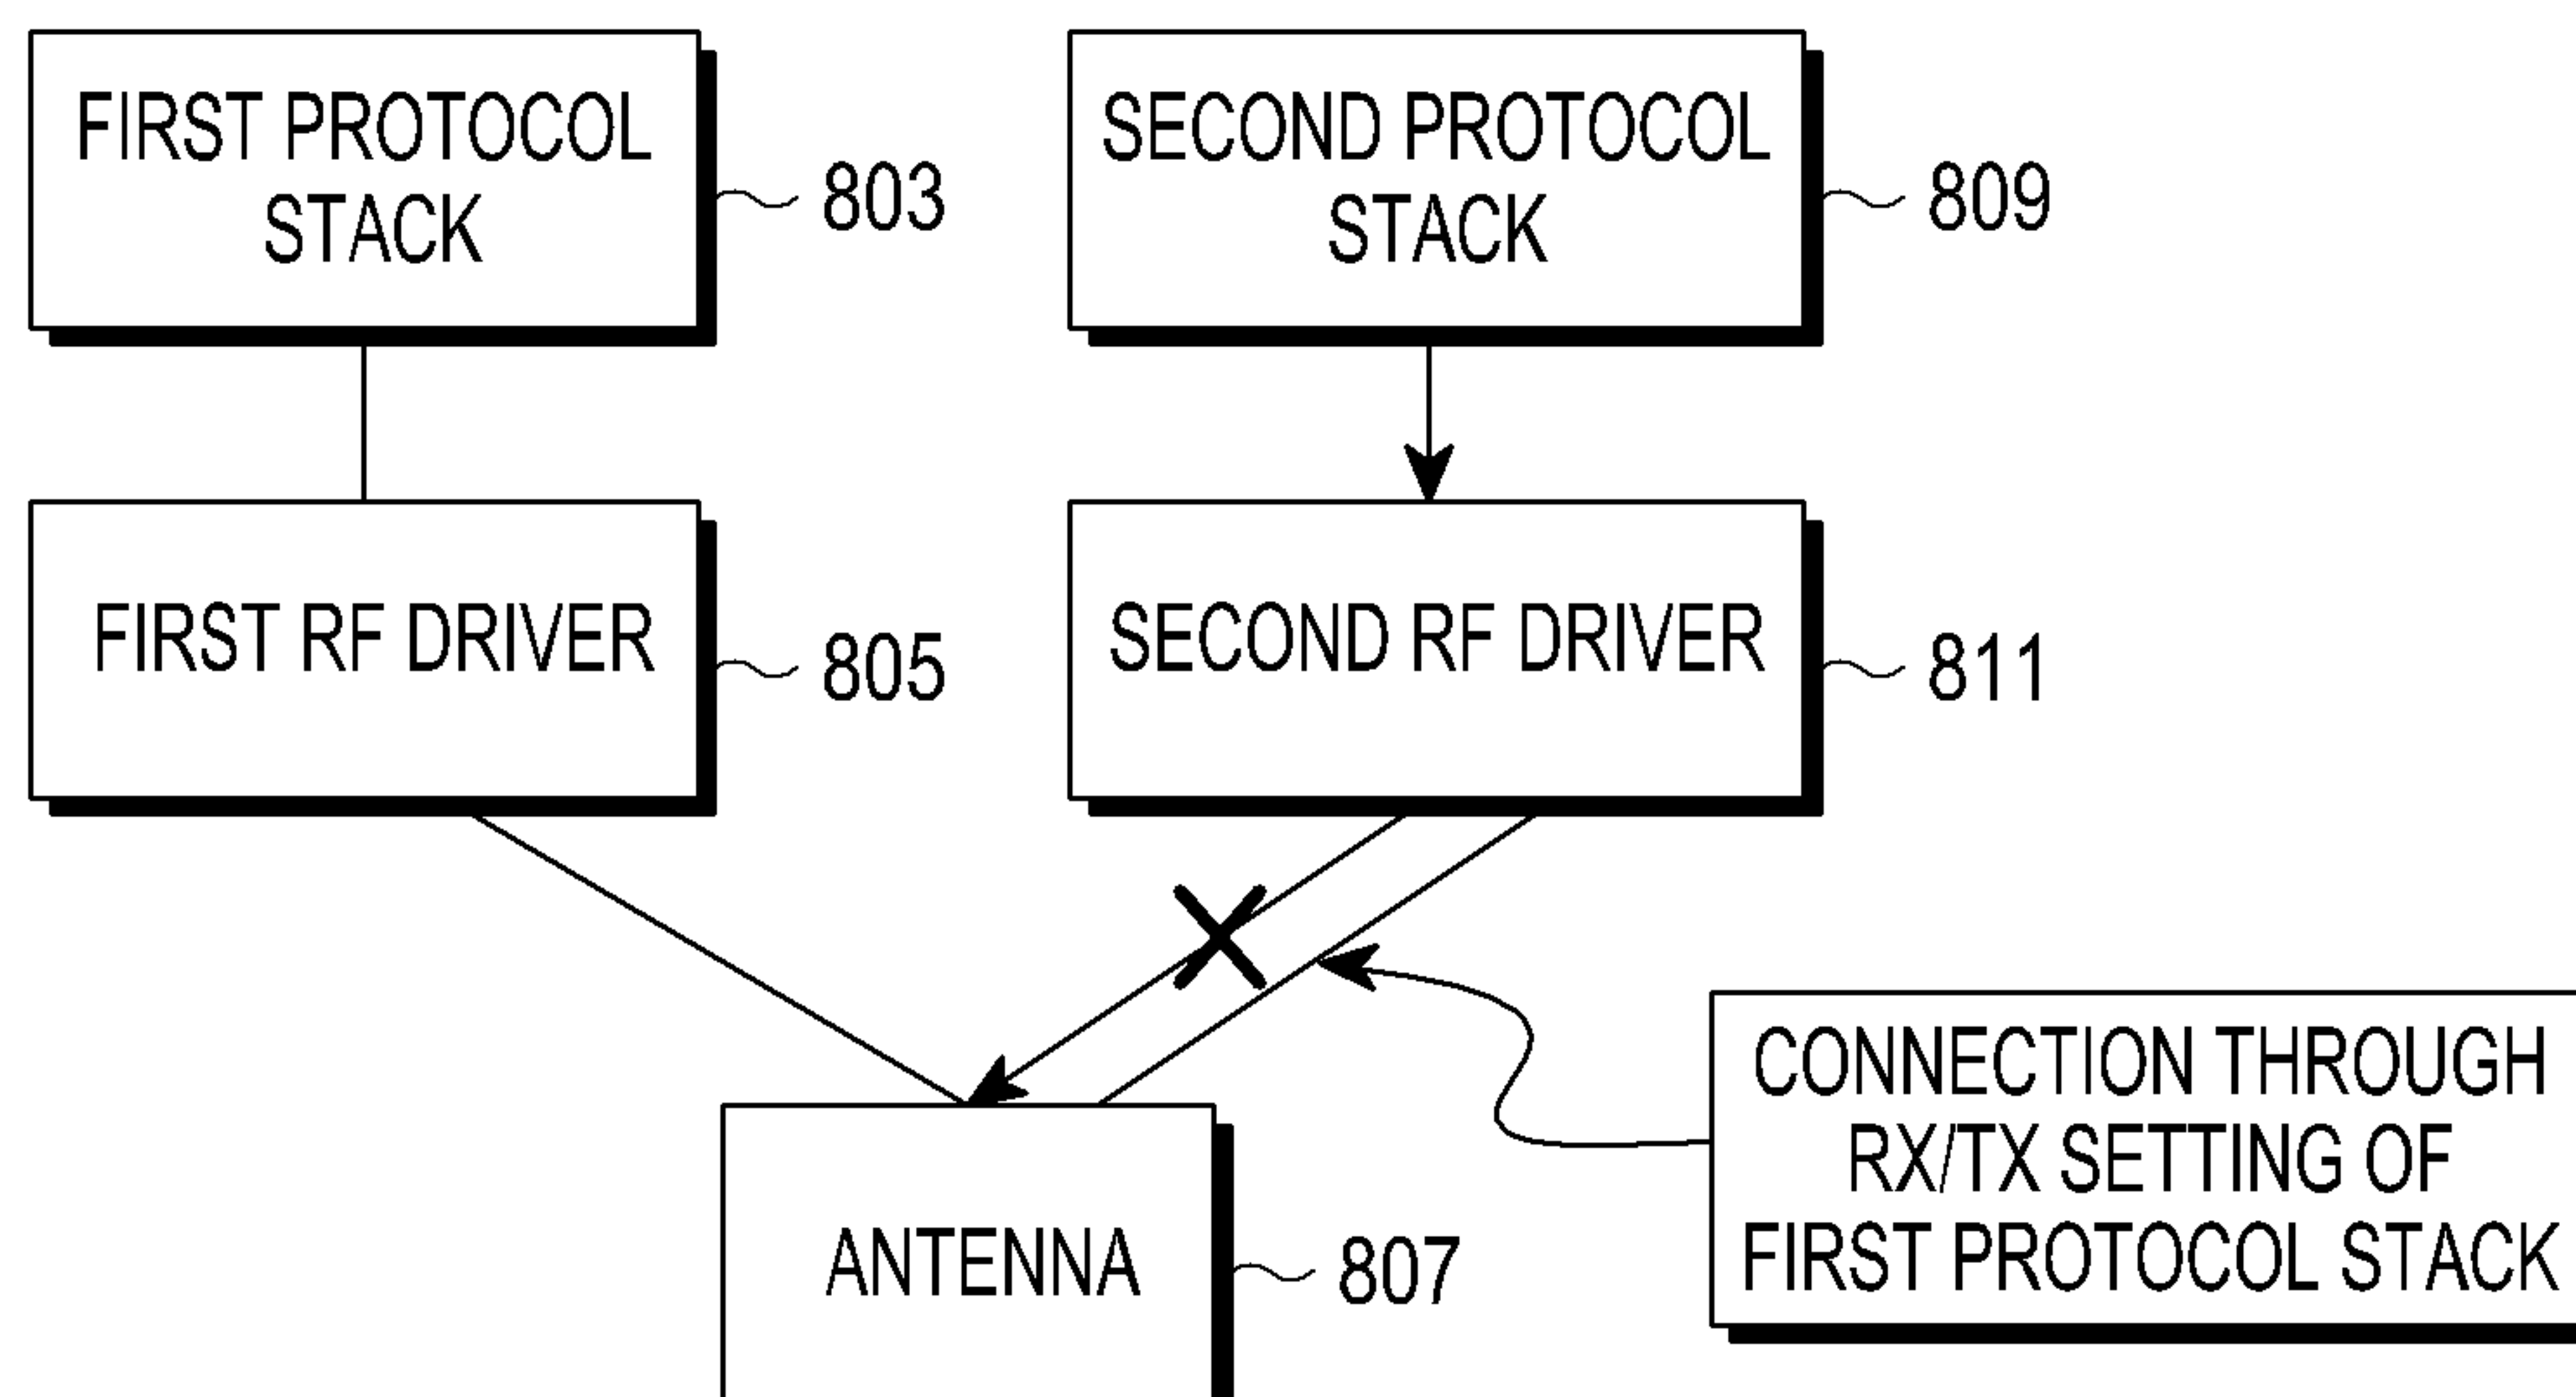 FIRST PROTOCOL
STACK
803
SECOND PROTOCOL
STACK
809
FIRST RF DRIVER
805
SECOND RF DRIVER
811
ANTENNA
807
CONNECTION THROUGH
RX/TX SETTING OF
FIRST PROTOCOL STACK